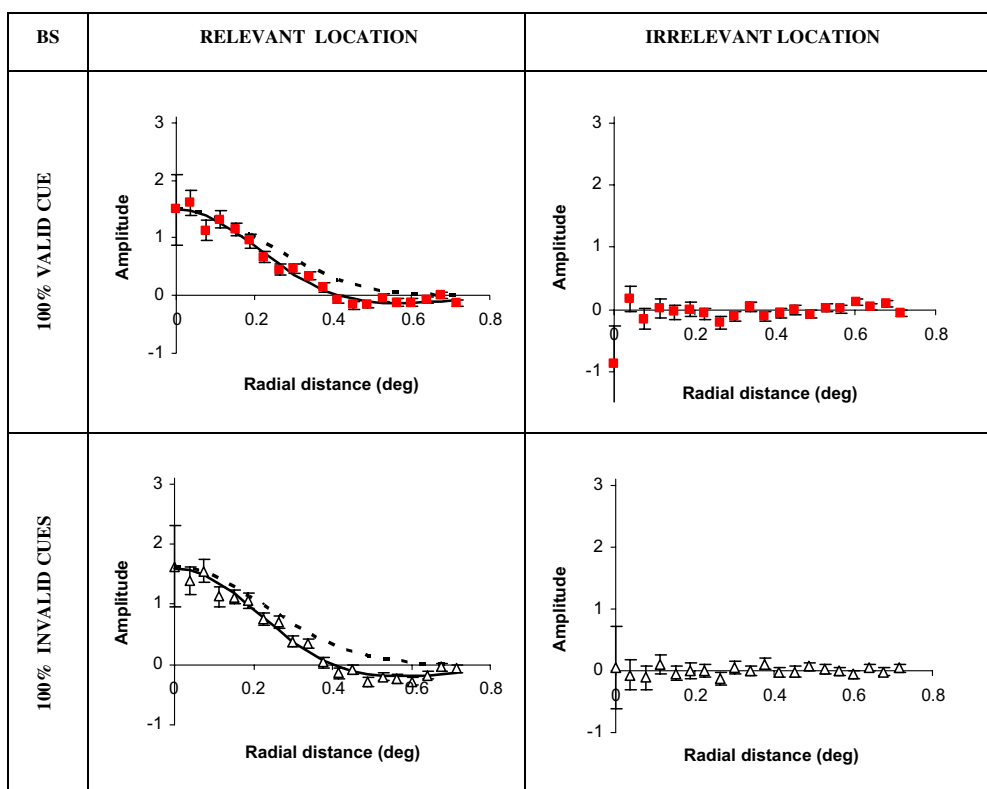 BS RELEVANT LOCATION IRRELEVANT LOCATION
100% VALID CUE
Amplitude
3
2
1
0
-1
0 0.2 0.4 0.6 0.8
Radial distance (deg)
Amplitude
3
2
1
0
-1
0 0.2 0.4 0.6 0.8
Radial distance (deg)
100% INVALID CUES
Amplitude
3
2
1
0
-1
0 0.2 0.4 0.6 0.8
Radial distance (deg)
Amplitude
3
2
1
0
-1
0 0.2 0.4 0.6 0.8
Radial distance (deg)